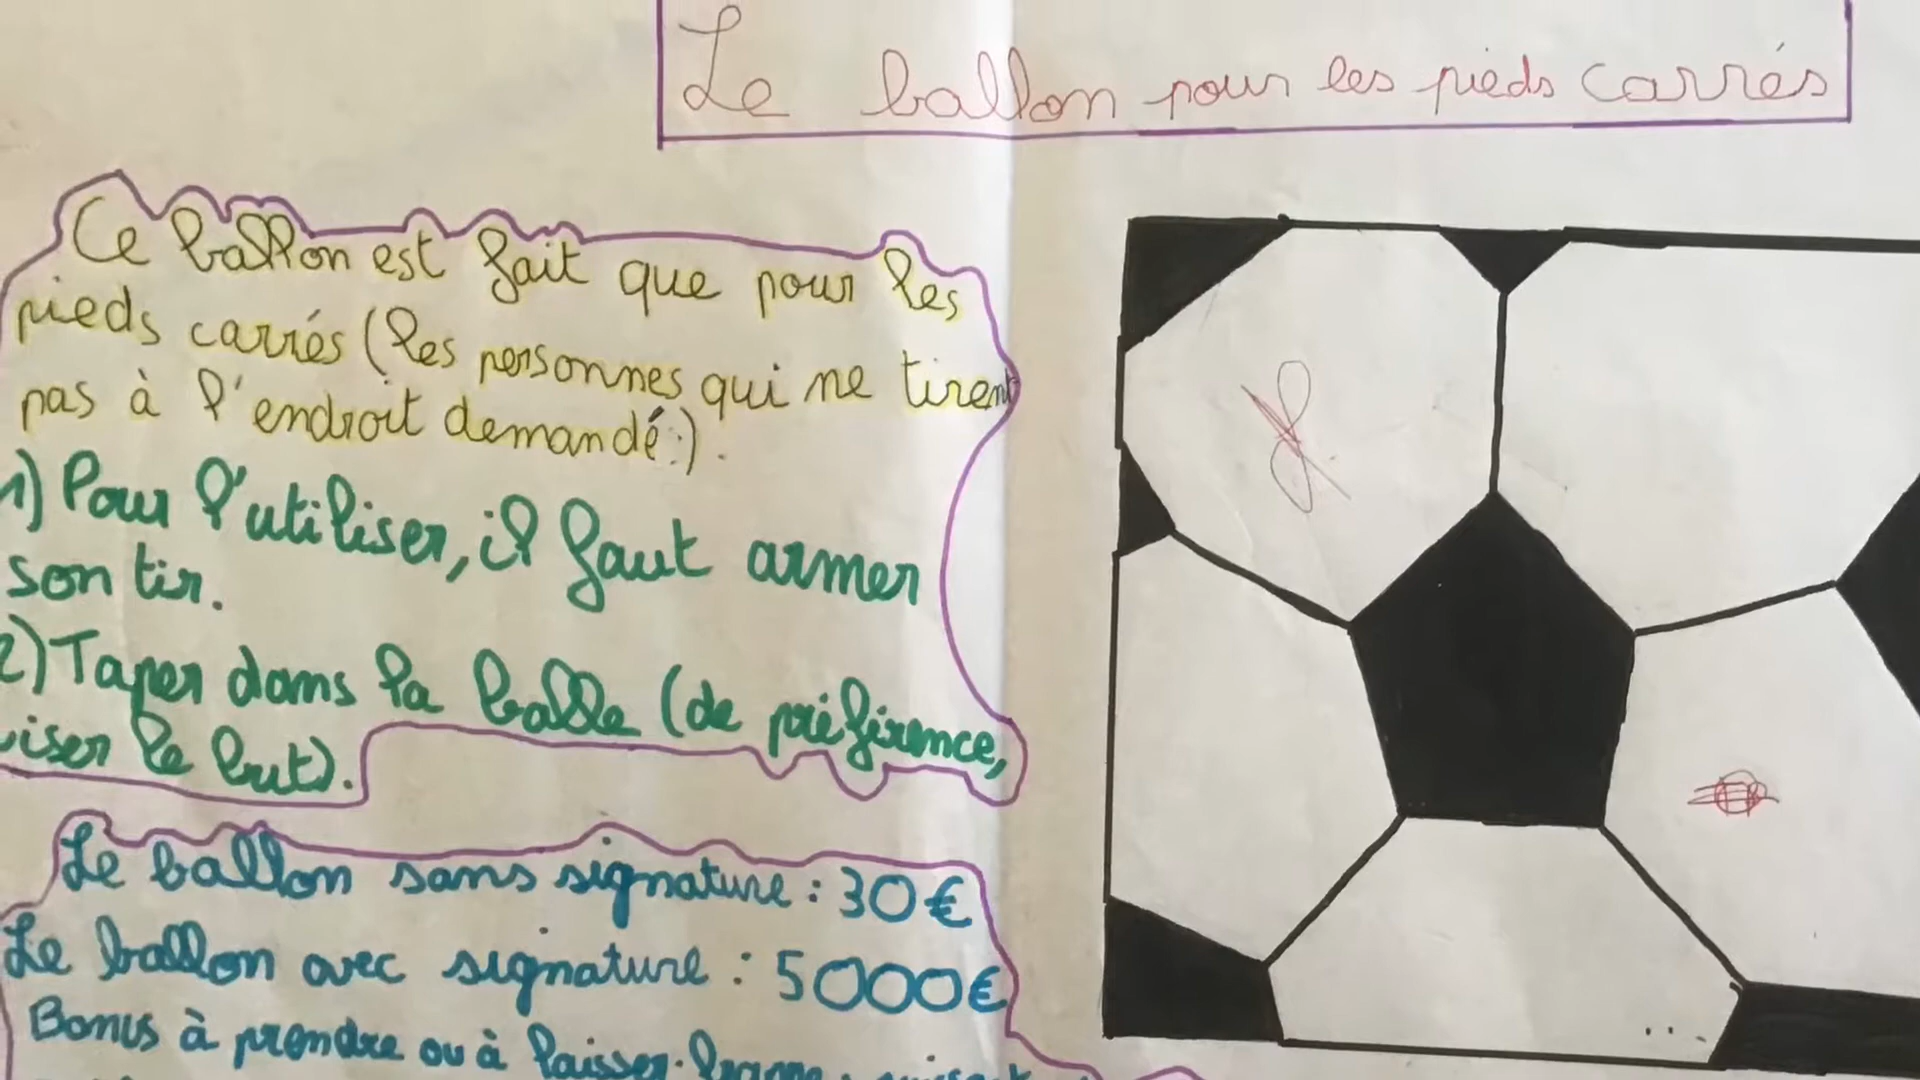 Le ballon pour les pieds carrés
Ce ballon est fait que pour les
pieds carrés (les personnes qui ne tirent
pas à l'endroit demandé.).
1) Pour l'utiliser, il faut armer
son tir.
2) Taper dans la balle (de préférence,
viser le but).
Le ballon sans signature : 30€
Le ballon avec signature : 5000€
Bonus à prendre ou à laisser.